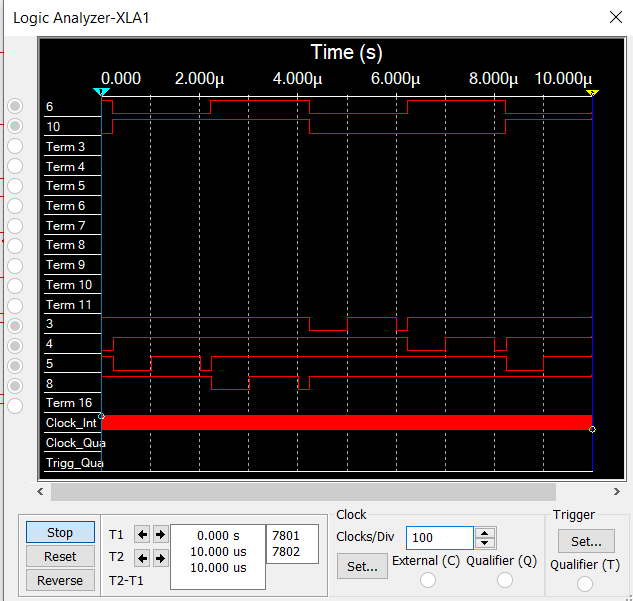 Logic Analyzer-XLA1
Time (s)
0.000 2.000µ 4.000µ 6.000µ 8.000µ 10.000µ
1 2
6
10
Term 3
Term 4
Term 5
Term 6
Term 7
Term 8
Term 9
Term 10
Term 11
3
4
5
8
Term 16
Clock_Int
Clock_Qua
Trigg_Qua
Stop
Reset
Reverse
T1 0.000 s 7801
T2 10.000 us 7802
T2-T1 10.000 us
Clock
Clocks/Div 100
Set... External (C) Qualifier (Q)
Trigger
Set...
Qualifier (T)